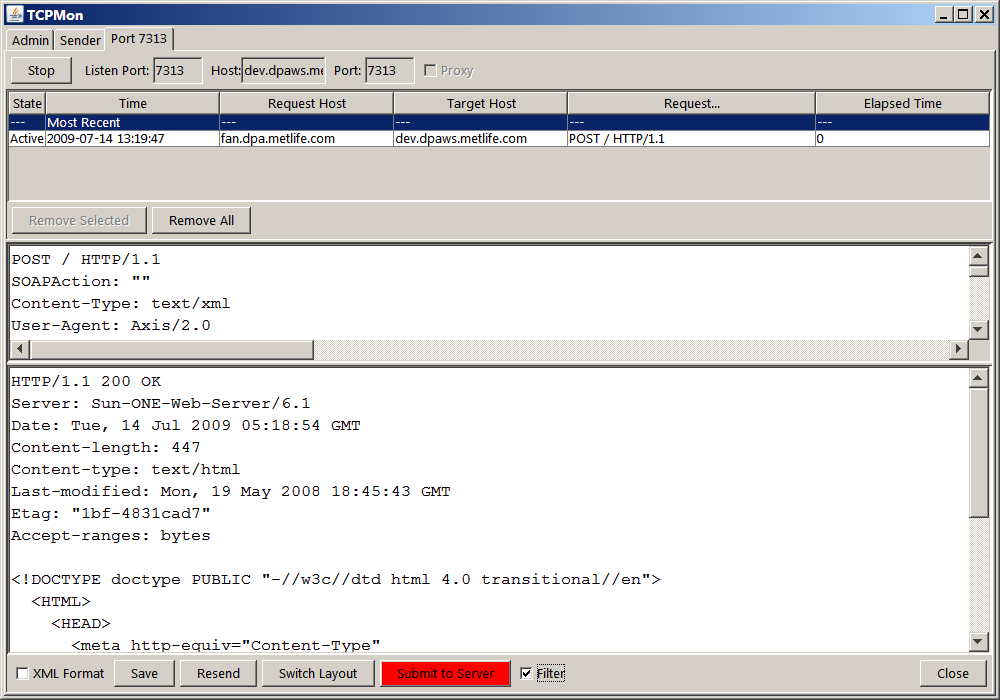 TCPMon
Admin Sender Port 7313
Stop Listen Port: 7313 Host: dev.dpaws.me Port: 7313 Proxy
State Time Request Host Target Host Request... Elapsed Time
--- Most Recent --- --- --- ---
Active 2009-07-14 13:19:47 fan.dpa.metlife.com dev.dpaws.metlife.com POST / HTTP/1.1 0
Remove Selected Remove All
POST / HTTP/1.1
SOAPAction: ""
Content-Type: text/xml
User-Agent: Axis/2.0
HTTP/1.1 200 OK
Server: Sun-ONE-Web-Server/6.1
Date: Tue, 14 Jul 2009 05:18:54 GMT
Content-length: 447
Content-type: text/html
Last-modified: Mon, 19 May 2008 18:45:43 GMT
Etag: "1bf-4831cad7"
Accept-ranges: bytes
<!DOCTYPE doctype PUBLIC "-//w3c//dtd html 4.0 transitional//en">
<HTML>
<HEAD>
<meta http-equiv="Content-Type"
XML Format Save Resend Switch Layout Submit to Server Filter Close